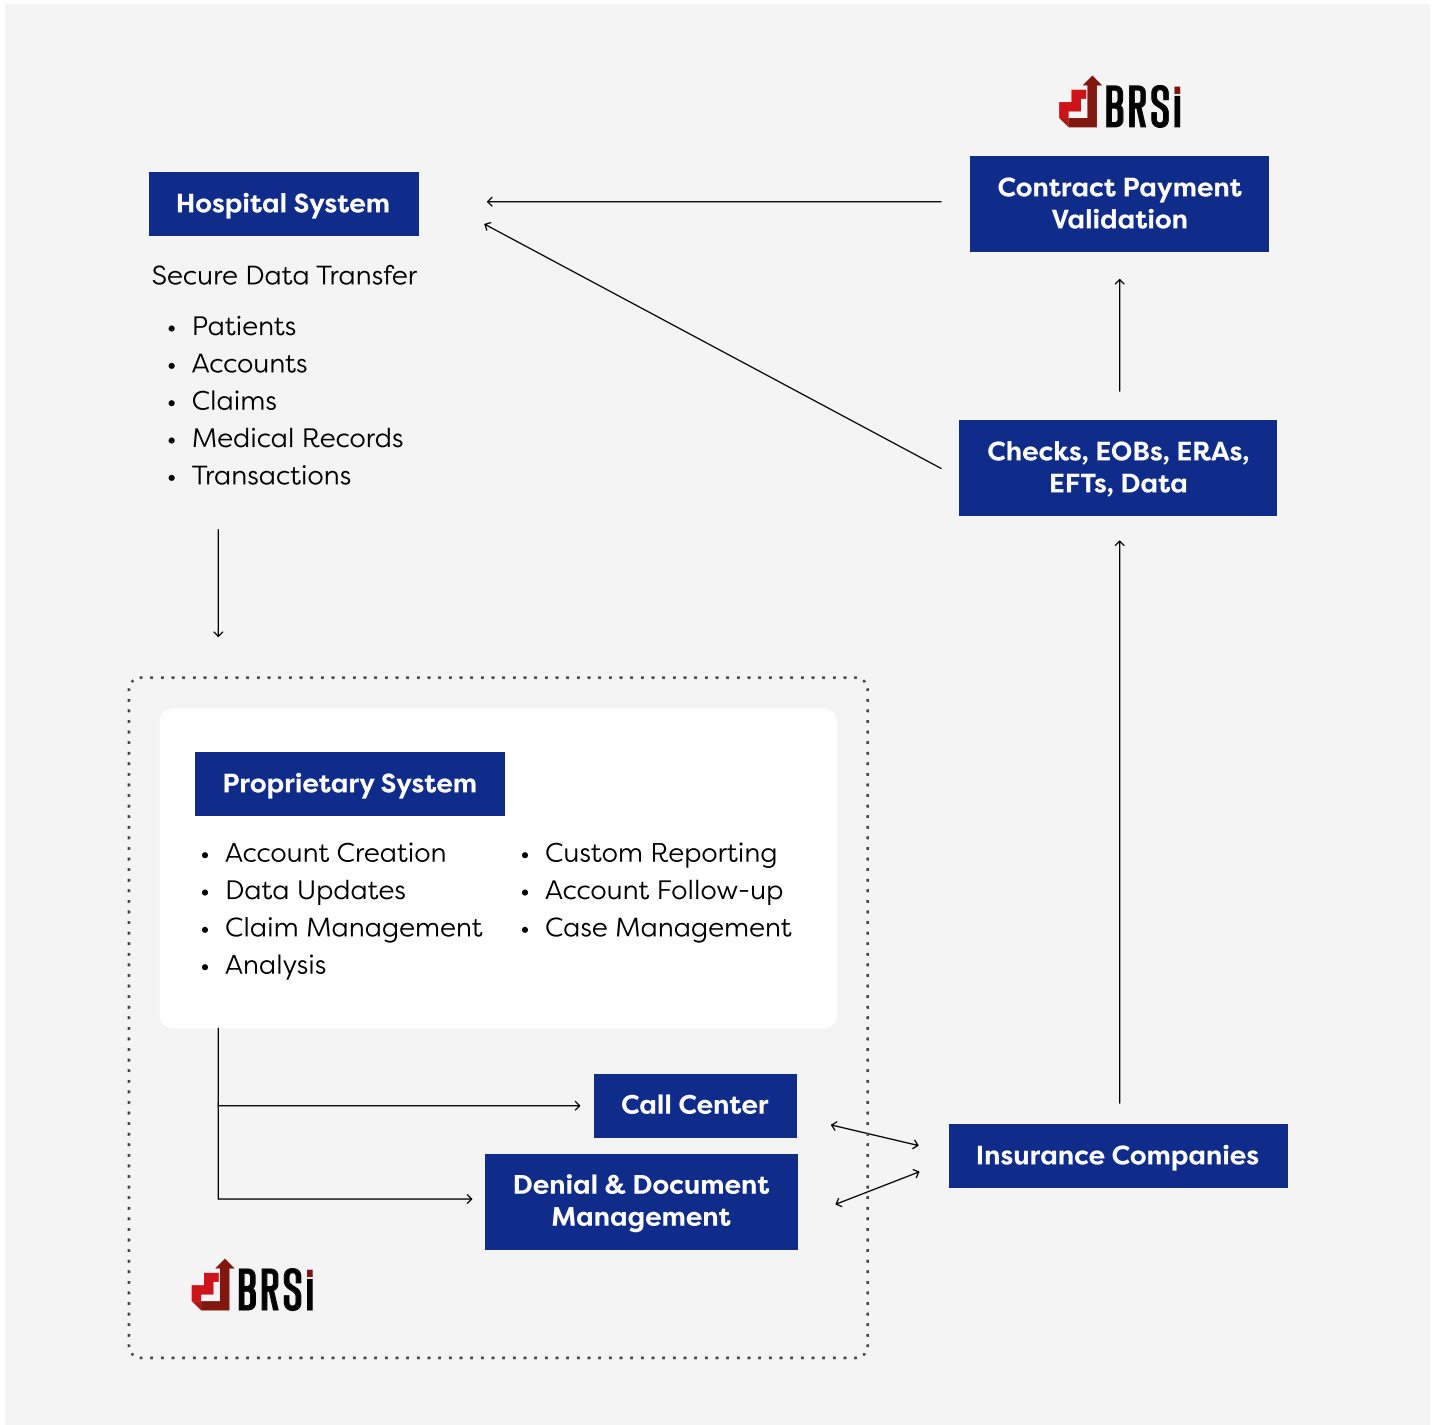 BRSi
Contract Payment
Validation
Hospital System
Secure Data Transfer
• Patients
• Accounts
• Claims
• Medical Records
• Transactions
Checks, EOBs, ERAs,
EFTs, Data
Proprietary System
• Account Creation
• Data Updates
• Claim Management
• Analysis
• Custom Reporting
• Account Follow-up
• Case Management
Call Center
Denial & Document
Management
Insurance Companies
BRSi